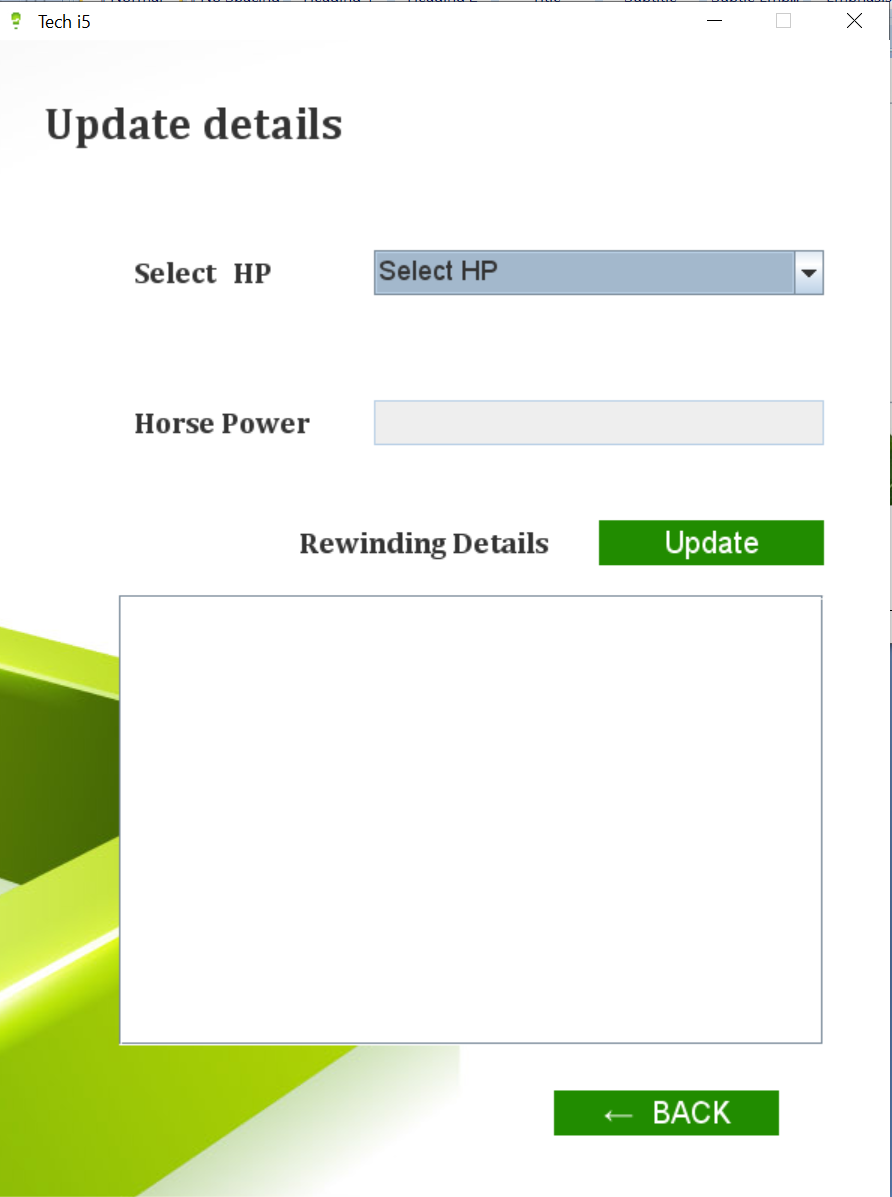 Tech i5
Update details
Select HP
Select HP
Horse Power
Rewinding Details
Update
← BACK